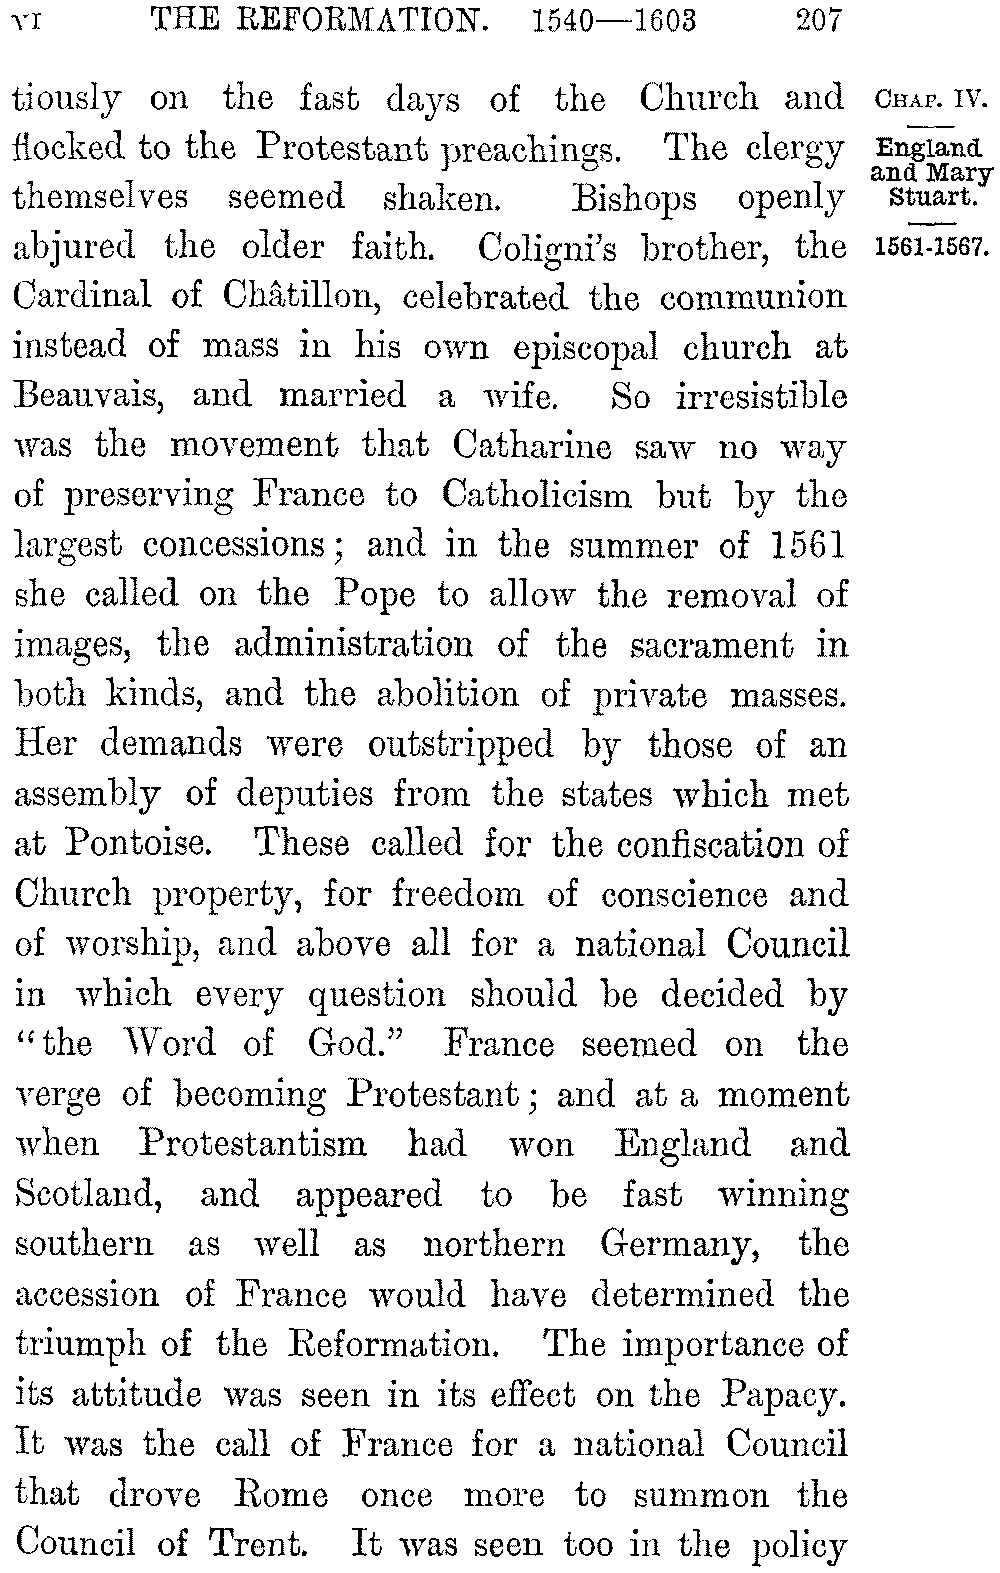 VI THE REFORMATION. 1540—1603 207
tiously on the fast days of the Church and
flocked to the Protestant preachings. The clergy
themselves seemed shaken. Bishops openly
abjured the older faith. Coligni's brother, the
Cardinal of Châtillon, celebrated the communion
instead of mass in his own episcopal church at
Beauvais, and married a wife. So irresistible
was the movement that Catharine saw no way
of preserving France to Catholicism but by the
largest concessions; and in the summer of 1561
she called on the Pope to allow the removal of
images, the administration of the sacrament in
both kinds, and the abolition of private masses.
Her demands were outstripped by those of an
assembly of deputies from the states which met
at Pontoise. These called for the confiscation of
Church property, for freedom of conscience and
of worship, and above all for a national Council
in which every question should be decided by
"the Word of God." France seemed on the
verge of becoming Protestant; and at a moment
when Protestantism had won England and
Scotland, and appeared to be fast winning
southern as well as northern Germany, the
accession of France would have determined the
triumph of the Reformation. The importance of
its attitude was seen in its effect on the Papacy.
It was the call of France for a national Council
that drove Rome once more to summon the
Council of Trent. It was seen too in the policy
CHAP. IV.
England
and Mary
Stuart.
1561-1567.